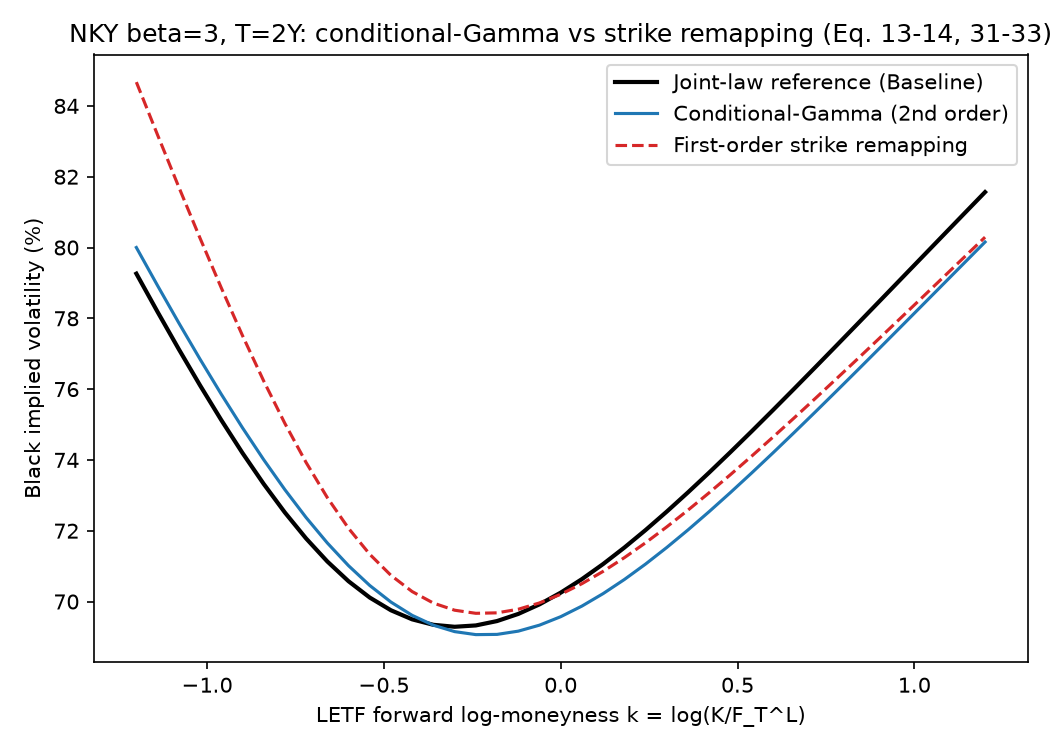 NKY beta=3, T=2Y: conditional-Gamma vs strike remapping (Eq. 13-14, 31-33)
Joint-law reference (Baseline)
Conditional-Gamma (2nd order)
First-order strike remapping
Black implied volatility (%)
84
82
80
78
76
74
72
70
−1.0
−0.5
0.0
0.5
1.0
LETF forward log-moneyness k = log(K/F_T^L)